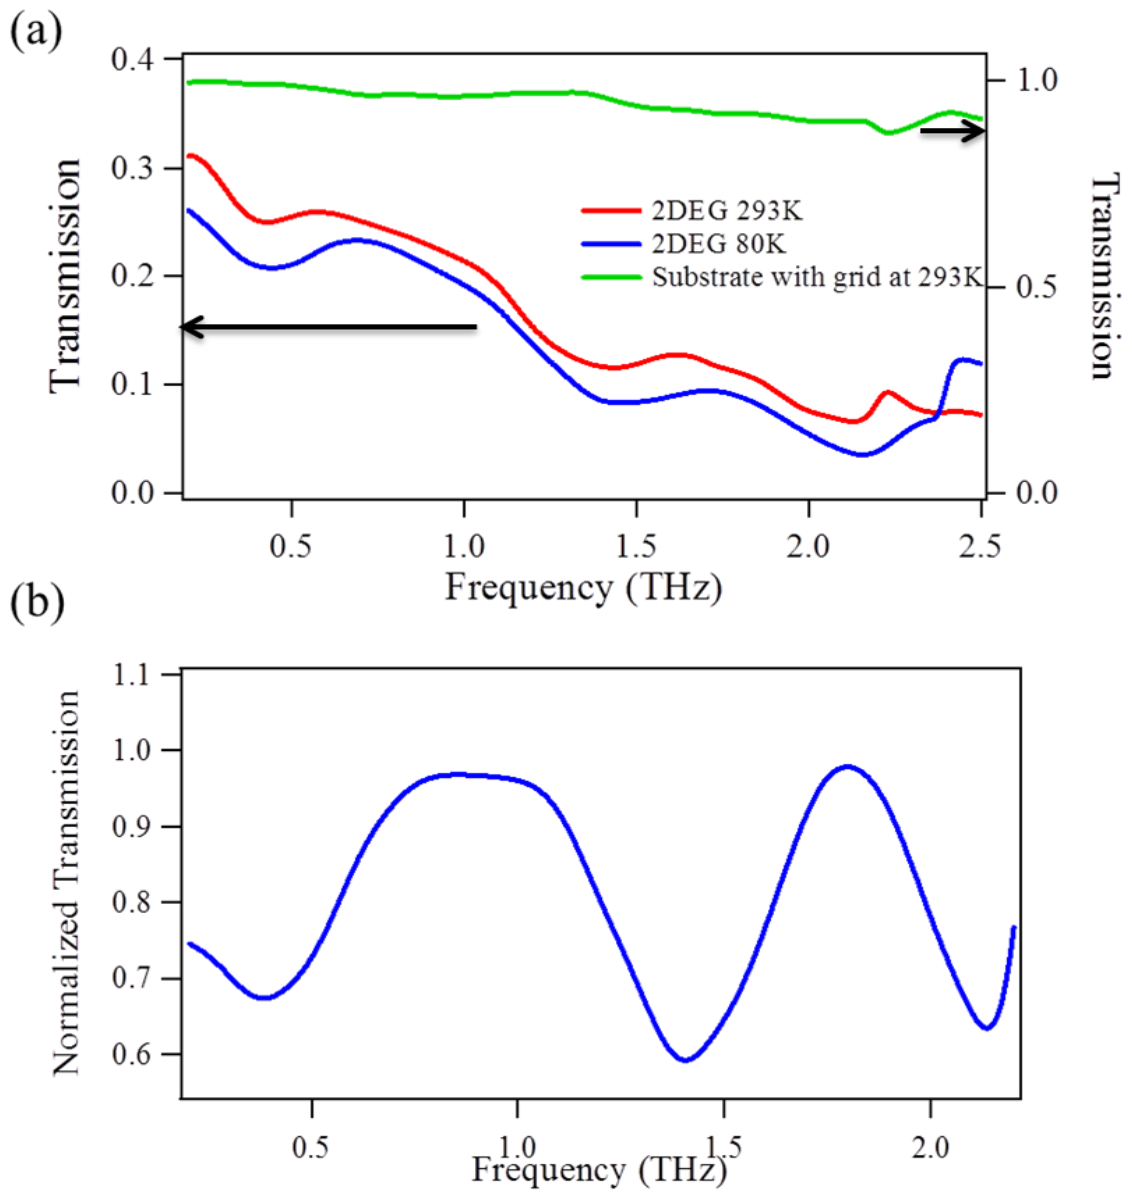 (a)
0.4
0.3
0.2
0.1
0.0
Transmission
1.0
0.5
0.0
Transmission
2DEG 293K
2DEG 80K
Substrate with grid at 293K
0.5 1.0 1.5 2.0 2.5
Frequency (THz)
(b)
1.1
1.0
0.9
0.8
0.7
0.6
Normalized Transmission
0.5 1.0 1.5 2.0
Frequency (THz)